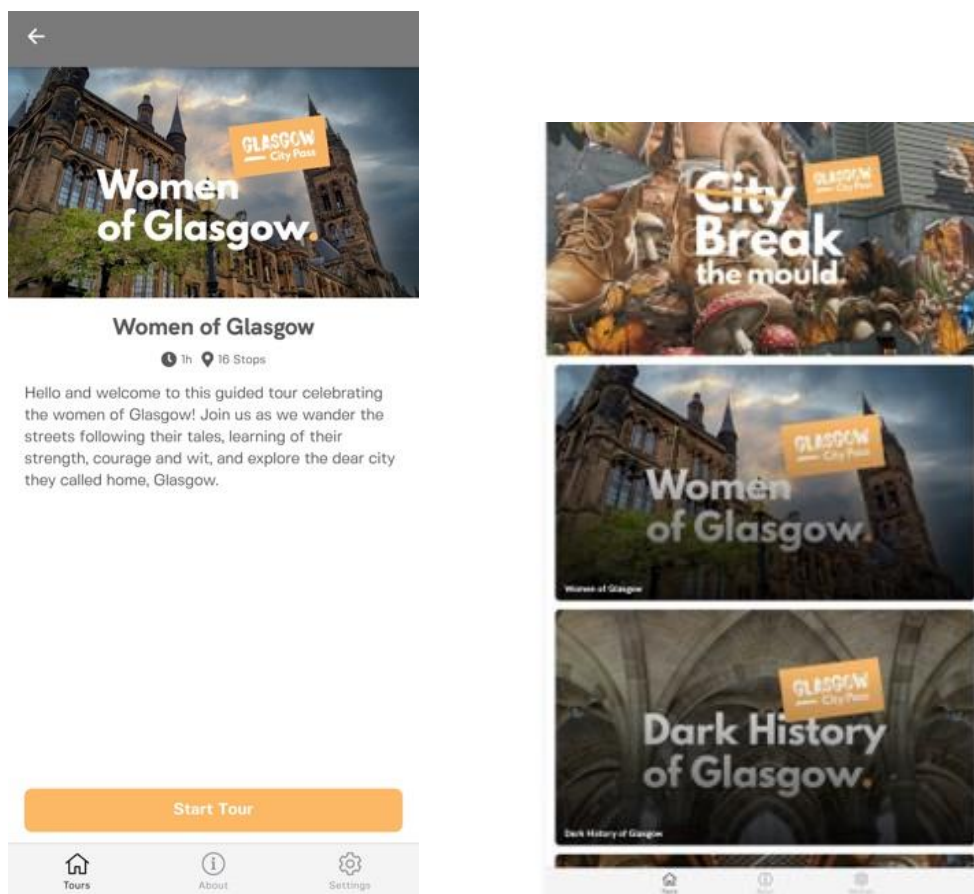 GLASGOW
City Pass
Women
of Glasgow.
Women of Glasgow
1h 16 Stops
Hello and welcome to this guided tour celebrating
the women of Glasgow! Join us as we wander the
streets following their tales, learning of their
strength, courage and wit, and explore the dear city
they called home, Glasgow.
Start Tour
Tours About Settings
GLASGOW
City Pass
City
Break
the mould.
GLASGOW
City Pass
Women
of Glasgow.
Women of Glasgow
GLASGOW
City Pass
Dark History
of Glasgow.
Dark History of Glasgow
Tours About Settings